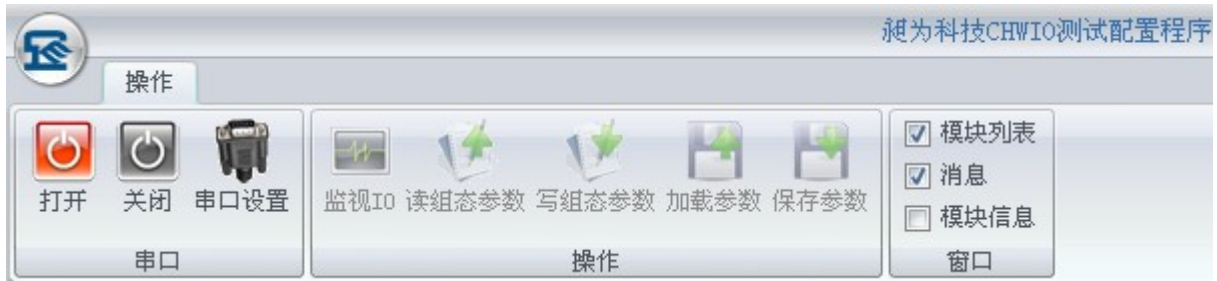 昶为科技CHWIO测试配置程序
操作
打开 关闭 串口设置
串口
监视IO 读组态参数 写组态参数 加载参数 保存参数
操作
模块列表
消息
模块信息
窗口